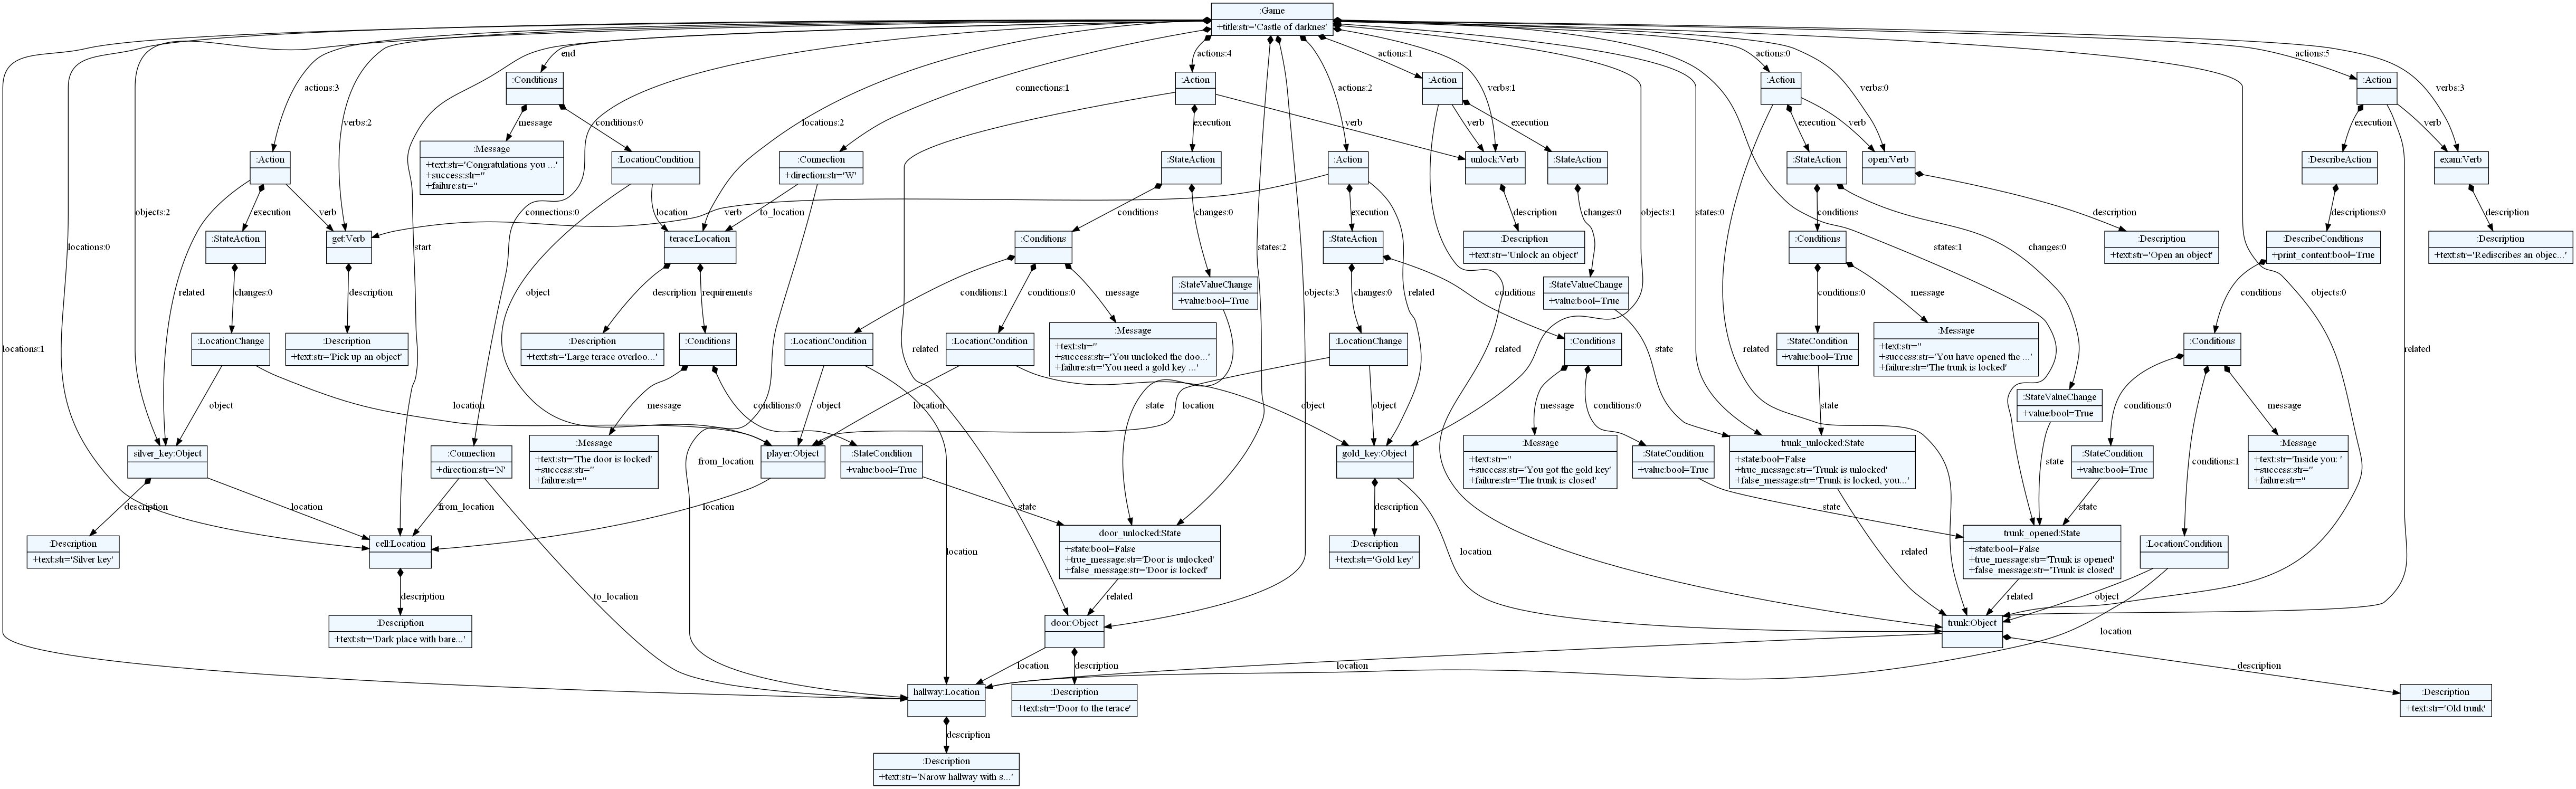 :Game
+title:str='Castle of darknes'
end
actions:4
actions:1
actions:0
actions:5
:Conditions
:Action
:Action
:Action
:Action
actions:3
connections:1
actions:2
verbs:1
verbs:0
verbs:3
verbs:2
message
conditions:0
locations:2
execution
verb
verb
execution
execution
verb
execution
verb
:Message
+text:str='Congratulations you ...'
+success:str=''
+failure:str=''
:Action
:LocationCondition
:Connection
+direction:str='W'
:StateAction
:Action
unlock:Verb
:StateAction
:StateAction
open:Verb
:DescribeAction
exam:Verb
objects:2
execution
verb
connections:0
location
to_location
verb
conditions
changes:0
execution
objects:1
states:0
description
changes:0
conditions
description
descriptions:0
description
locations:0
start
:StateAction
get:Verb
terace:Location
:Conditions
states:2
:StateAction
:Description
+text:str='Unlock an object'
:Conditions
states:1
changes:0
:Description
+text:str='Open an object'
:DescribeConditions
+print_content:bool=True
:Description
+text:str='Rediscribes an objec...'
related
changes:0
description
object
description
requirements
conditions:1
conditions:0
message
:StateValueChange
+value:bool=True
objects:3
changes:0
related
conditions
:StateValueChange
+value:bool=True
conditions:0
message
objects:0
conditions
locations:1
:LocationChange
:Description
+text:str='Pick up an object'
:Description
+text:str='Large terace overloo...'
:Conditions
:LocationCondition
:LocationCondition
:Message
+text:str=''
+success:str='You uncloked the doo...'
+failure:str='You need a gold key ...'
related
:LocationChange
:Conditions
related
state
:StateCondition
+value:bool=True
:Message
+text:str=''
+success:str='You have opened the ...'
+failure:str='The trunk is locked'
related
:Conditions
related
object
location
message
conditions:0
object
location
object
state
location
object
message
conditions:0
state
:StateValueChange
+value:bool=True
conditions:0
message
silver_key:Object
:Connection
+direction:str='N'
:Message
+text:str='The door is locked'
+success:str=''
+failure:str=''
from_location
player:Object
:StateCondition
+value:bool=True
gold_key:Object
:Message
+text:str=''
+success:str='You got the gold key'
+failure:str='The trunk is closed'
:StateCondition
+value:bool=True
trunk_unlocked:State
+state:bool=False
+true_message:str='Trunk is unlocked'
+false_message:str='Trunk is locked, you...'
state
:StateCondition
+value:bool=True
conditions:1
:Message
+text:str='Inside you: '
+success:str=''
+failure:str=''
description
location
from_location
location
state
description
state
state
:Description
+text:str='Silver key'
cell:Location
location
door_unlocked:State
+state:bool=False
+true_message:str='Door is unlocked'
+false_message:str='Door is locked'
:Description
+text:str='Gold key'
location
related
trunk_opened:State
+state:bool=False
+true_message:str='Trunk is opened'
+false_message:str='Trunk is closed'
:LocationCondition
description
to_location
related
related
object
:Description
+text:str='Dark place with bare...'
door:Object
trunk:Object
location
location
description
location
description
hallway:Location
:Description
+text:str='Door to the terace'
:Description
+text:str='Old trunk'
description
:Description
+text:str='Narow hallway with s...'